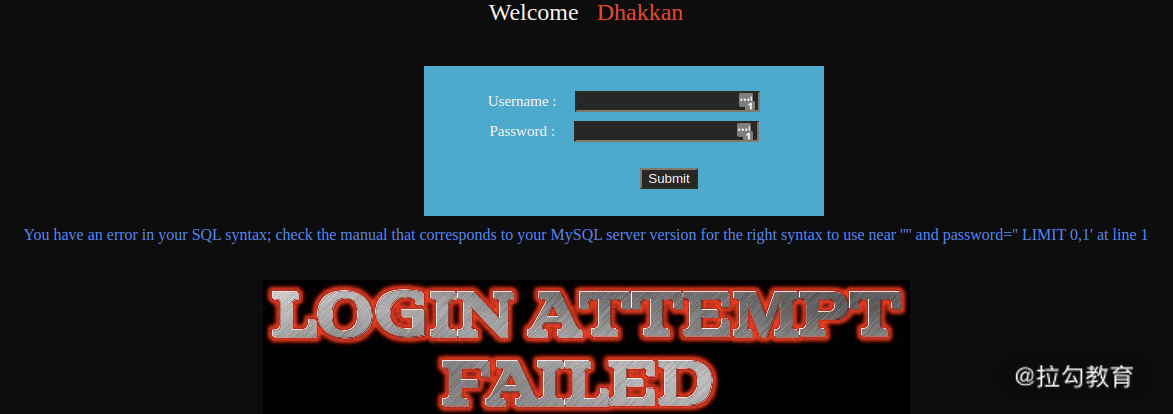 Welcome Dhakkan
Username :
Password :
Submit
You have an error in your SQL syntax; check the manual that corresponds to your MySQL server version for the right syntax to use near '''' and password='' LIMIT 0,1' at line 1
LOGIN ATTEMPT
FAILED
@拉勾教育